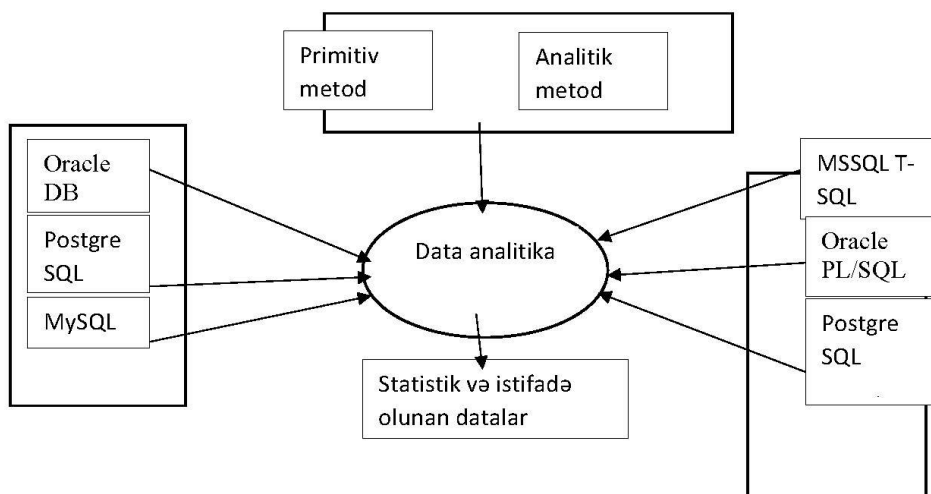 Primitiv
metod
Analitik
metod
Oracle
DB
Postgre
SQL
MySQL
Data analitika
MSSQL T-
SQL
Oracle
PL/SQL
Postgre
SQL
Statistik və istifadə
olunan datalar